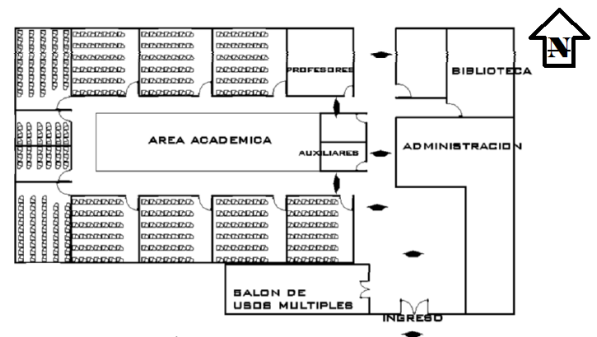 N
PROFESORES
BIBLIOTECA
AREA ACADEMICA
AUXILIARES
ADMINISTRACION
SALON DE
USOS MULTIPLES
INGRESO